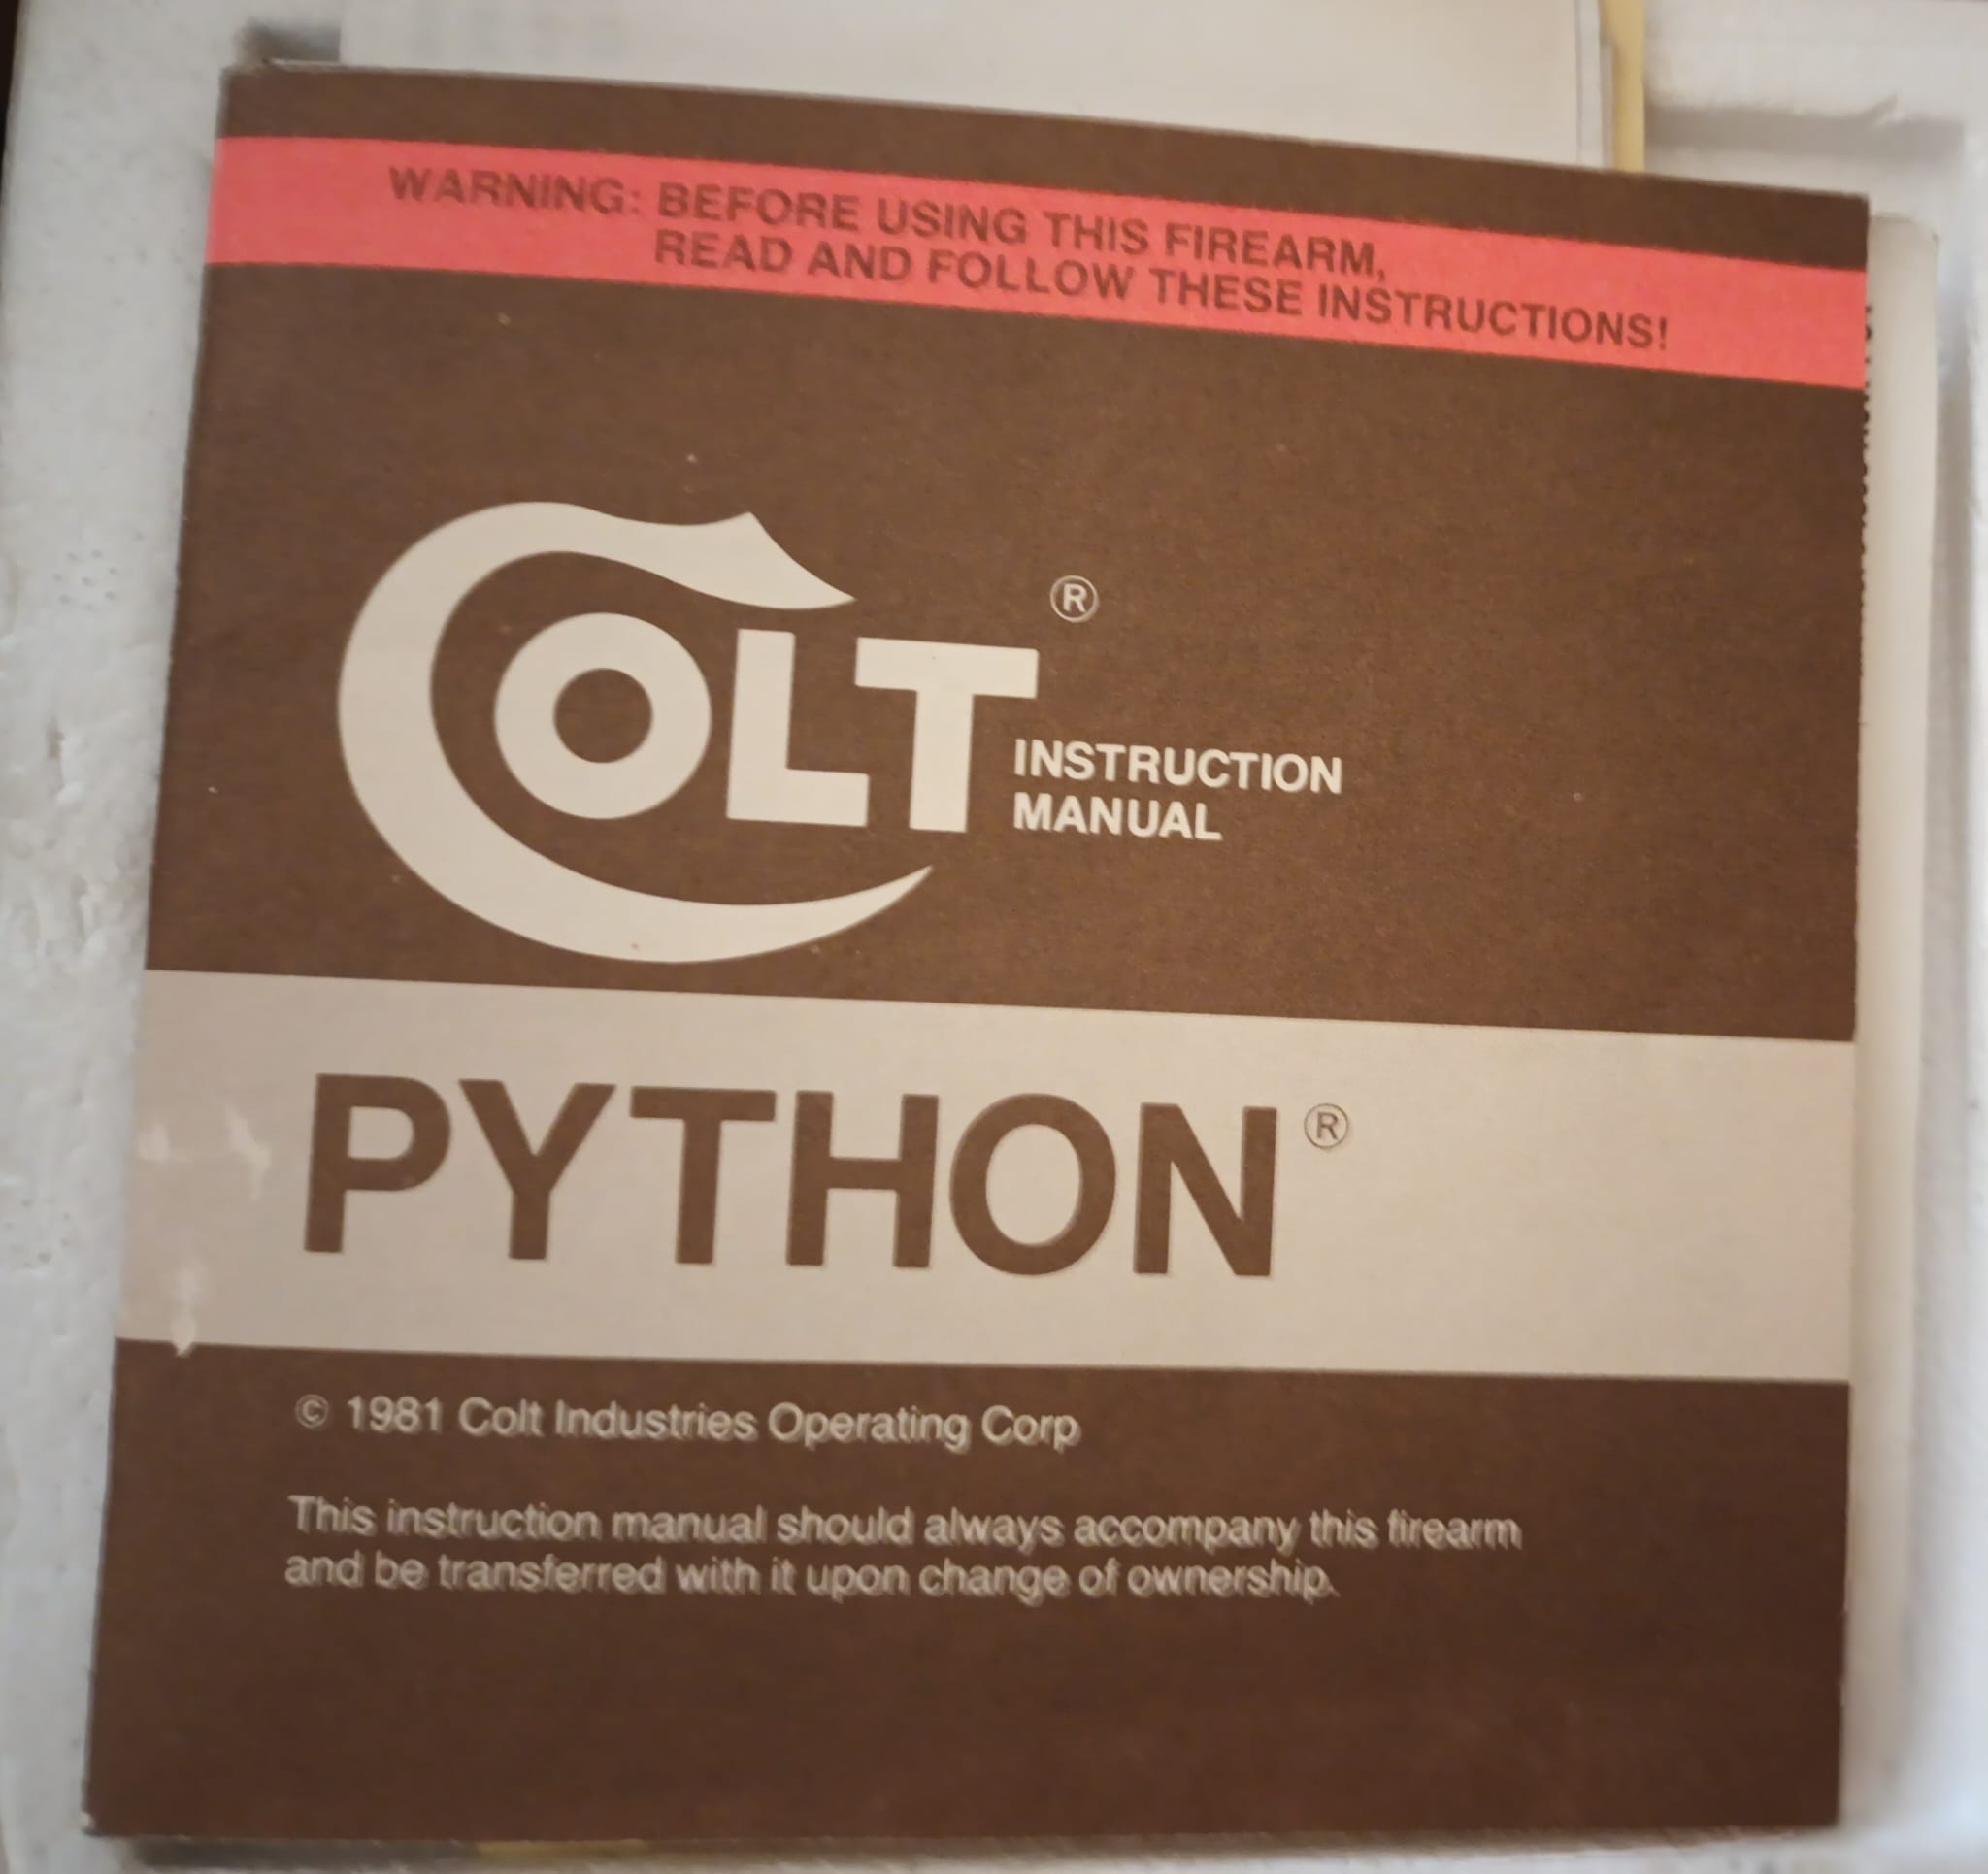 WARNING: BEFORE USING THIS FIREARM,
READ AND FOLLOW THESE INSTRUCTIONS!
COLT®
INSTRUCTION
MANUAL
PYTHON®
© 1981 Colt Industries Operating Corp
This instruction manual should always accompany this firearm
and be transferred with it upon change of ownership.